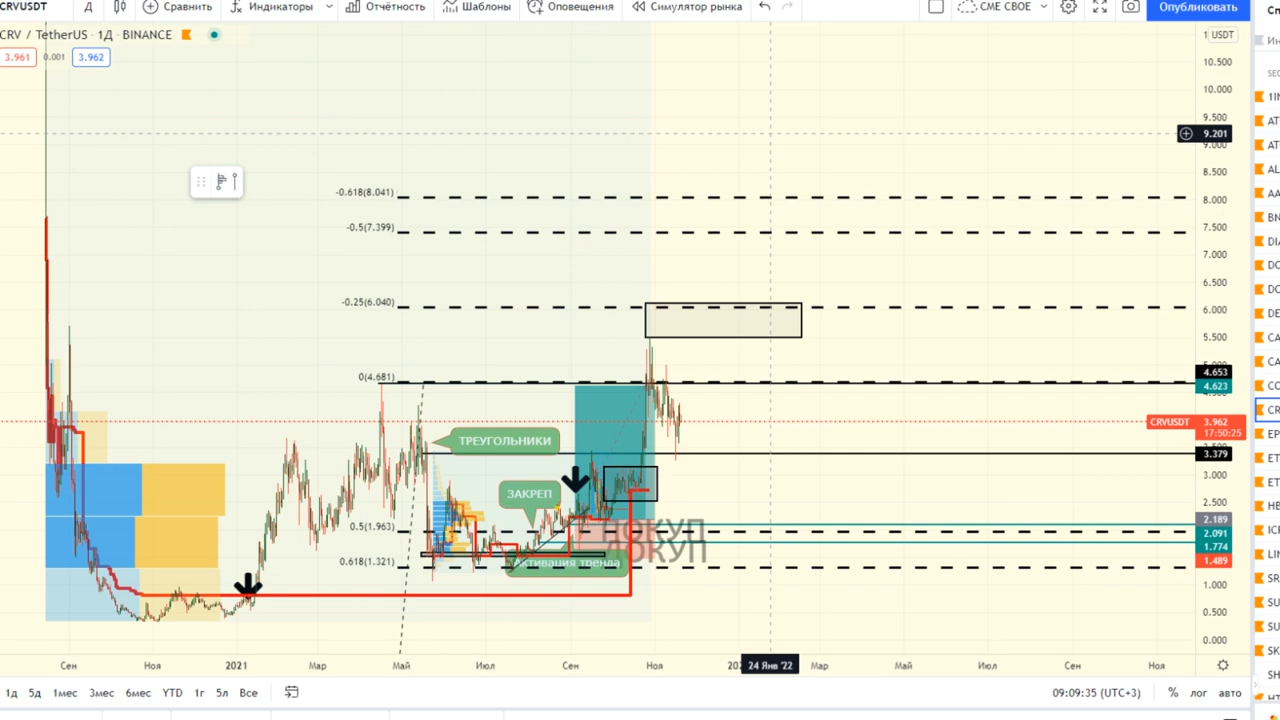 CRVUSDT Д Сравнить Индикаторы Отчётность Шаблоны Оповещения Симулятор рынка CME СВОЕ Опубликовать
CRV / TetherUS · 1Д · BINANCE
3.961 0.001 3.962
USDT
10.500
10.000
9.500
9.201
9.000
8.500
8.000
7.500
7.000
6.500
6.000
5.500
4.653
4.623
CRVUSDT 3.962
17:50:25
3.379
3.000
2.500
2.189
2.091
1.774
1.489
1.000
0.500
0.000
-0.618(8.041)
-0.5(7.399)
-0.25(6.040)
0(4.681)
0.5(1.963)
0.618(1.321)
ТРЕУГОЛЬНИКИ
ЗАКРЕП
ДОКУП
ДОКУП
Активация тренда
Сен Ноя 2021 Мар Май Июл Сен Ноя 24 Янв '22 Мар Май Июл Сен Ноя
1д 5д 1мес 3мес 6мес YTD 1г 5л Все
09:09:35 (UTC+3) % лог авто